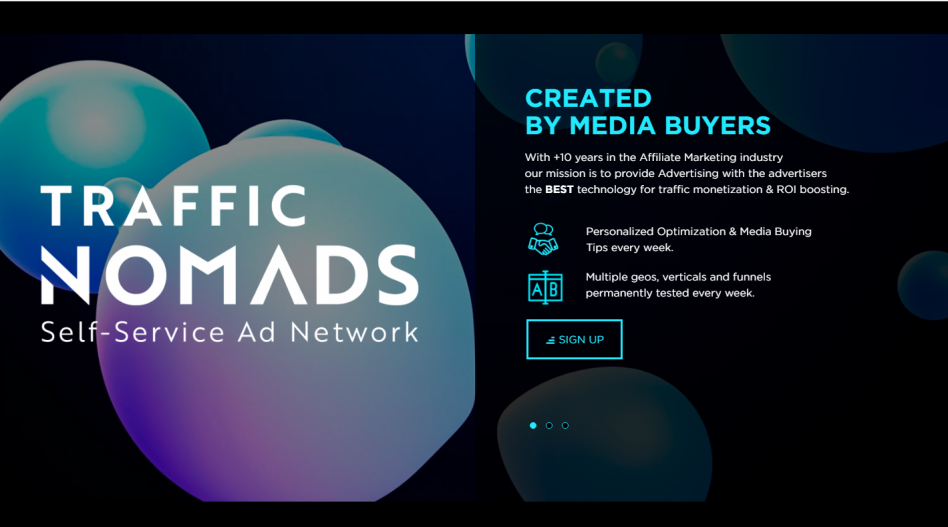 TRAFFIC
NOMADS
Self-Service Ad Network
CREATED
BY MEDIA BUYERS
With +10 years in the Affiliate Marketing industry
our mission is to provide Advertising with the advertisers
the BEST technology for traffic monetization & ROI boosting.
Personalized Optimization & Media Buying
Tips every week.
A B
Multiple geos, verticals and funnels
permanently tested every week.
SIGN UP